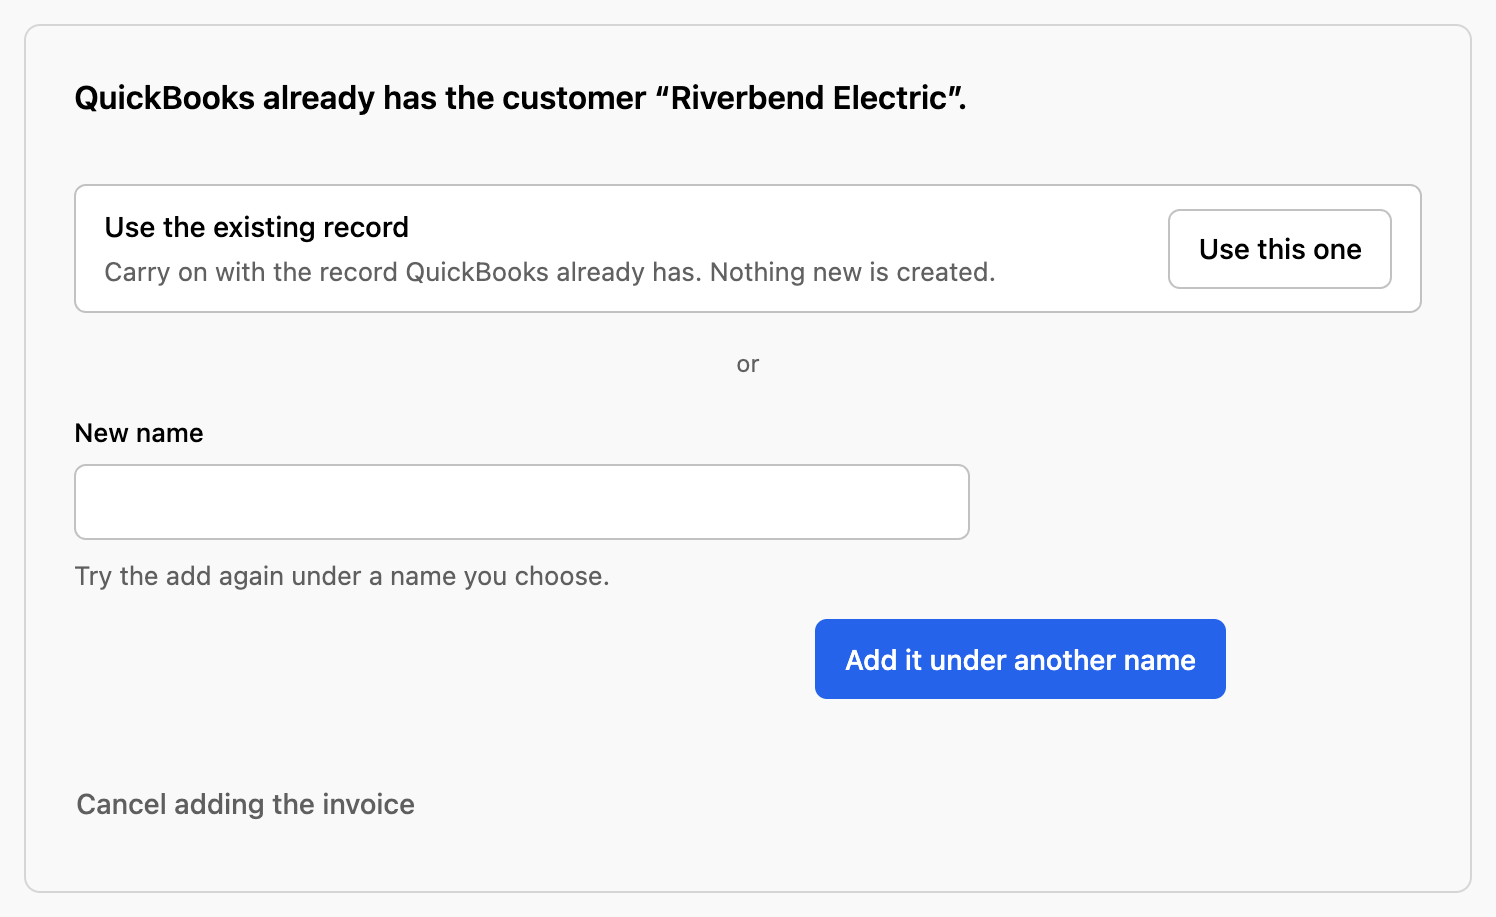 QuickBooks already has the customer “Riverbend Electric”.
Use the existing record
Carry on with the record QuickBooks already has. Nothing new is created.
Use this one
or
New name
Try the add again under a name you choose.
Add it under another name
Cancel adding the invoice